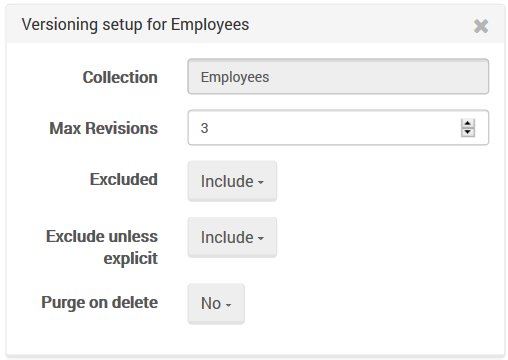 Versioning setup for Employees
Collection Employees
Max Revisions 3
Excluded Include
Exclude unless explicit Include
Purge on delete No